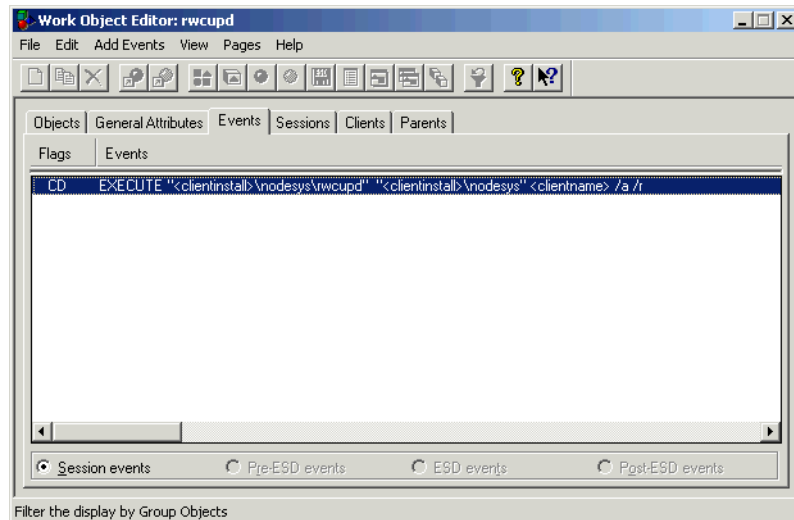 Work Object Editor: rwcupd
File Edit Add Events View Pages Help
Objects General Attributes Events Sessions Clients Parents
Flags Events
CD EXECUTE "<clientinstall>\nodesys\rwcupd" "<clientinstall>\nodesys" <clientname> /a /r
Session events Pre-ESD events ESD events Post-ESD events
Filter the display by Group Objects